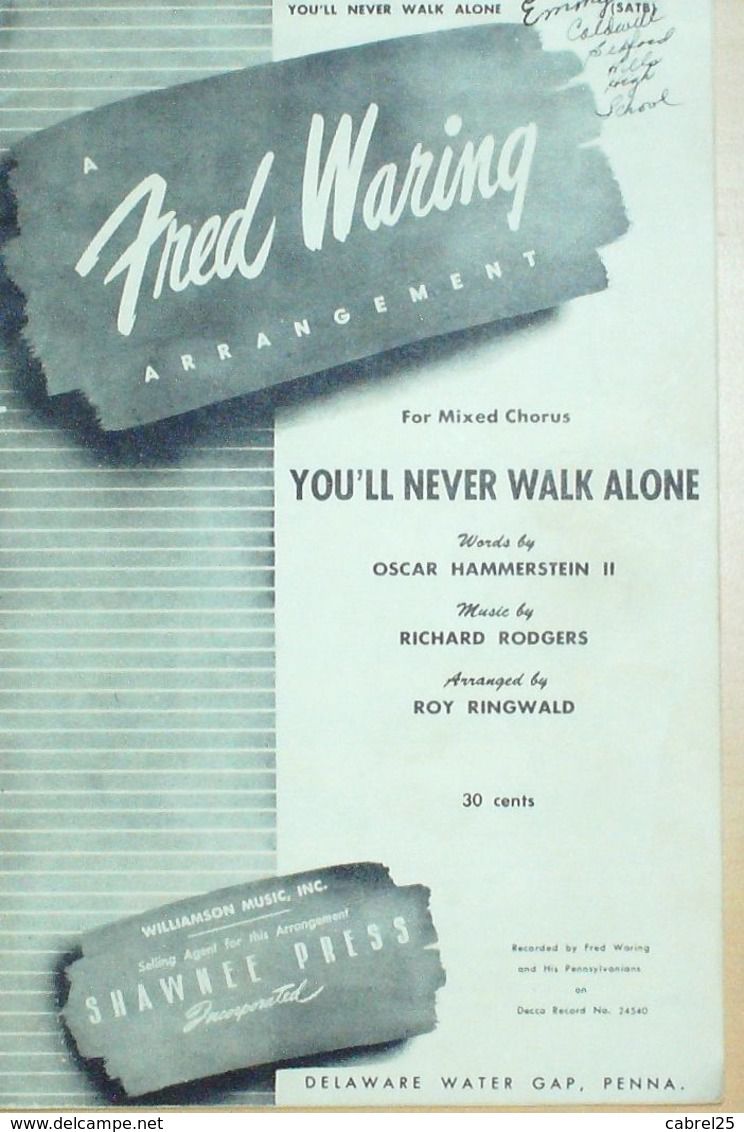 YOU'LL NEVER WALK ALONE (SATB)
Caldwell
Bedford
Hills
High
School
A
Fred Waring
ARRANGEMENT
For Mixed Chorus
YOU'LL NEVER WALK ALONE
Words by
OSCAR HAMMERSTEIN II
Music by
RICHARD RODGERS
Arranged by
ROY RINGWALD
30 cents
WILLIAMSON MUSIC, INC.
Selling Agent for this Arrangement
SHAWNEE PRESS
Incorporated
Recorded by Fred Waring
and His Pennsylvanians
on
Decca Record No. 24540
DELAWARE WATER GAP, PENNA.
www.delcampe.net
cabrel25